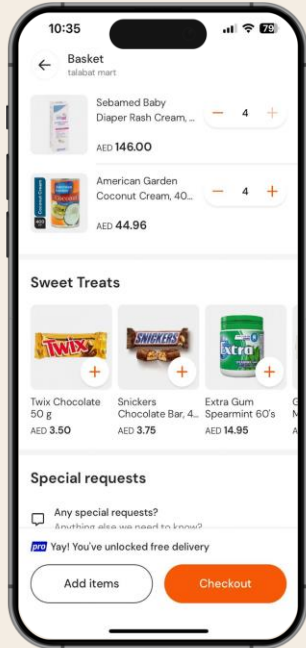 10:35
79
Basket
talabat mart
Sebamed Baby
Diaper Rash Cream, ...
AED 146.00
− 4 +
American Garden
Coconut Cream, 40...
AED 44.96
− 4 +
Sweet Treats
TWIX
SNICKERS
Extra
Twix Chocolate
50 g
AED 3.50
Snickers
Chocolate Bar, 4...
AED 3.75
Extra Gum
Spearmint 60's
AED 14.95
Special requests
Any special requests?
Anything else we need to know?
pro Yay! You've unlocked free delivery
Add items
Checkout